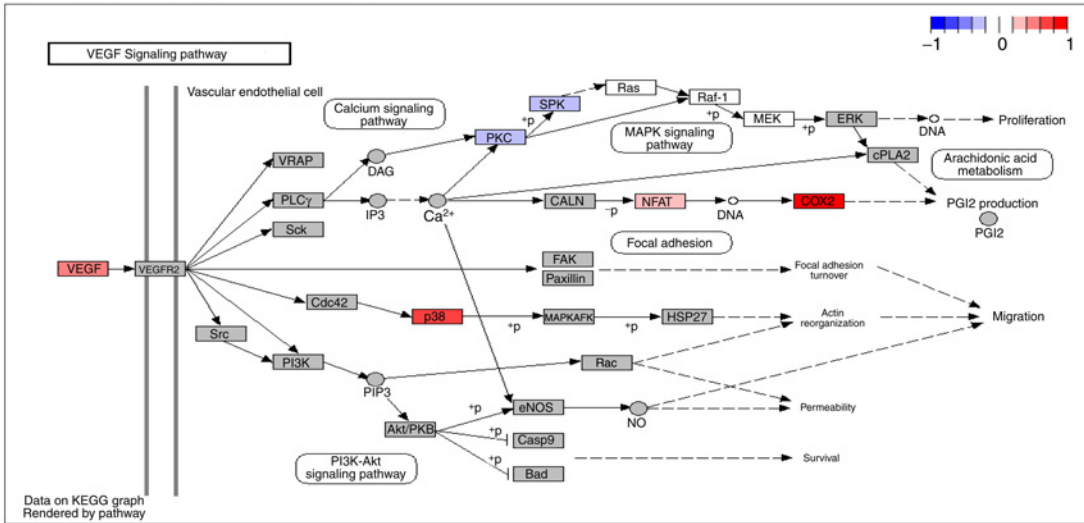 −1
0
1
VEGF Signaling pathway
Vascular endothelial cell
Calcium signaling
pathway
SPK
Ras
Raf-1
+p
+p
PKC
MAPK signaling
pathway
MEK
+p
ERK
DNA
Proliferation
VRAP
DAG
cPLA2
Arachidonic acid
metabolism
PLCγ
IP3
Ca2+
CALN
−p
NFAT
DNA
COX2
PGI2 production
PGI2
Sck
Focal adhesion
VEGF
VEGFR2
FAK
Paxillin
Focal adhesion
turnover
Cdc42
p38
+p
MAPKAFK
+p
HSP27
Actin
reorganization
Migration
Src
PI3K
PIP3
Rac
+p
eNOS
NO
Permeability
Akt/PKB
+p
Casp9
+p
Bad
Survival
PI3K-Akt
signaling pathway
Data on KEGG graph
Rendered by pathway